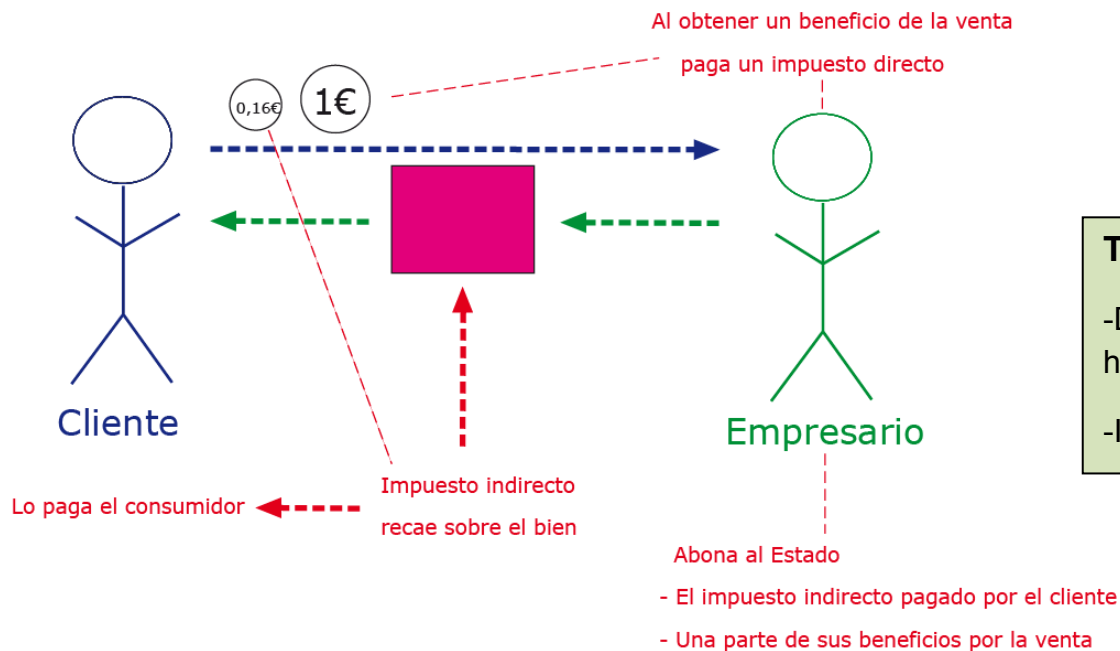 Al obtener un beneficio de la venta
paga un impuesto directo
0,16€
1€
Cliente
Empresario
Lo paga el consumidor
Impuesto indirecto
recae sobre el bien
Abona al Estado
- El impuesto indirecto pagado por el cliente
- Una parte de sus beneficios por la venta